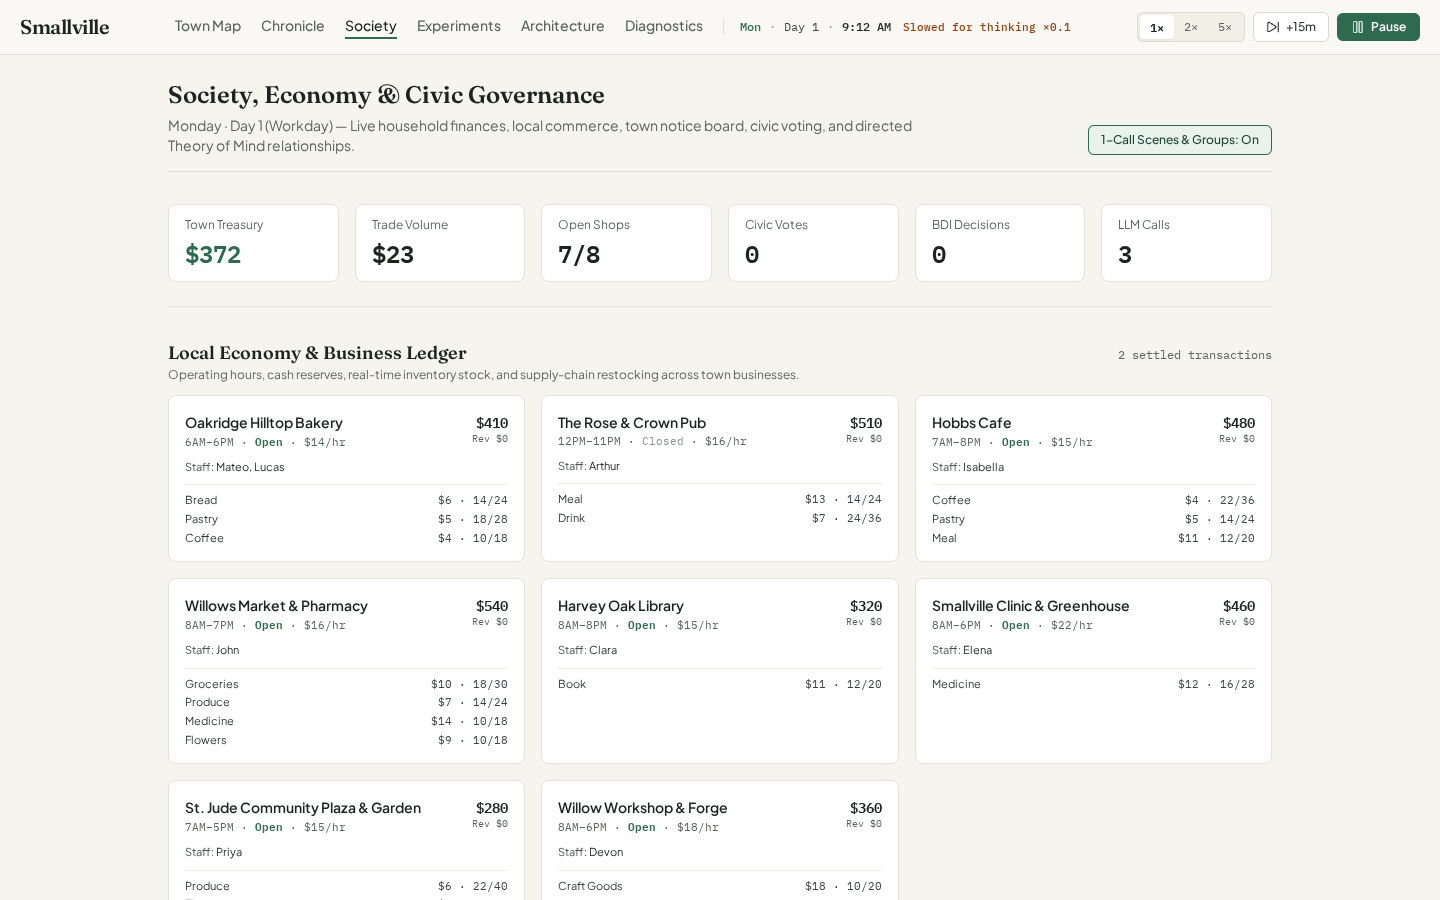 Smallville
Town Map Chronicle Society Experiments Architecture Diagnostics
Mon · Day 1 · 9:12 AM Slowed for thinking ×0.1
1× 2× 5× +15m Pause
Society, Economy & Civic Governance
Monday · Day 1 (Workday) — Live household finances, local commerce, town notice board, civic voting, and directed
Theory of Mind relationships.
1-Call Scenes & Groups: On
Town Treasury
$372
Trade Volume
$23
Open Shops
7/8
Civic Votes
0
BDI Decisions
0
LLM Calls
3
Local Economy & Business Ledger
2 settled transactions
Operating hours, cash reserves, real-time inventory stock, and supply-chain restocking across town businesses.
Oakridge Hilltop Bakery $410
6AM–6PM · Open · $14/hr Rev $0
Staff: Mateo, Lucas
Bread $6 · 14/24
Pastry $5 · 18/28
Coffee $4 · 10/18
The Rose & Crown Pub $510
12PM–11PM · Closed · $16/hr Rev $0
Staff: Arthur
Meal $13 · 14/24
Drink $7 · 24/36
Hobbs Cafe $480
7AM–8PM · Open · $15/hr Rev $0
Staff: Isabella
Coffee $4 · 22/36
Pastry $5 · 14/24
Meal $11 · 12/20
Willows Market & Pharmacy $540
8AM–7PM · Open · $16/hr Rev $0
Staff: John
Groceries $10 · 18/30
Produce $7 · 14/24
Medicine $14 · 10/18
Flowers $9 · 10/18
Harvey Oak Library $320
8AM–8PM · Open · $15/hr Rev $0
Staff: Clara
Book $11 · 12/20
Smallville Clinic & Greenhouse $460
8AM–6PM · Open · $22/hr Rev $0
Staff: Elena
Medicine $12 · 16/28
St. Jude Community Plaza & Garden $280
7AM–5PM · Open · $15/hr Rev $0
Staff: Priya
Produce $6 · 22/40
Willow Workshop & Forge $360
8AM–6PM · Open · $18/hr Rev $0
Staff: Devon
Craft Goods $18 · 10/20